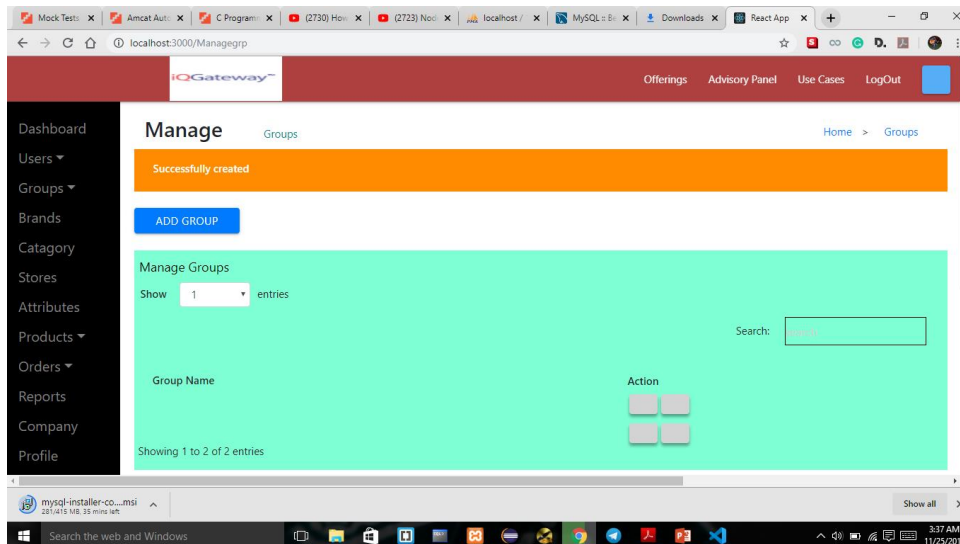 Mock Tests
Amcat Auto
C Program
(2730) How
(2723) Nod
localhost /
MySQL :: Be
Downloads
React App
localhost:3000/Managegrp
iQGateway
Offerings Advisory Panel Use Cases LogOut
Dashboard
Users
Groups
Brands
Catagory
Stores
Attributes
Products
Orders
Reports
Company
Profile
Manage Groups
Home > Groups
Successfully created
ADD GROUP
Manage Groups
Show 1 entries
Search:
Group Name Action
Showing 1 to 2 of 2 entries
mysql-installer-co....msi
281/415 MB, 35 mins left
Show all
Search the web and Windows
3:37 AM
11/25/201